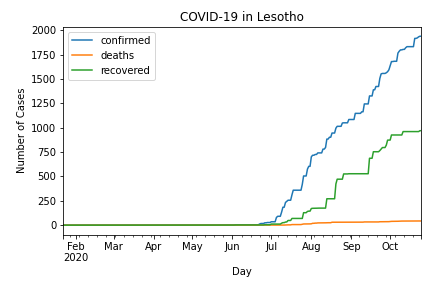 COVID-19 in Lesotho
confirmed
deaths
recovered
2000
1750
1500
1250
1000
750
500
250
0
Number of Cases
Feb Mar Apr May Jun Jul Aug Sep Oct
2020
Day